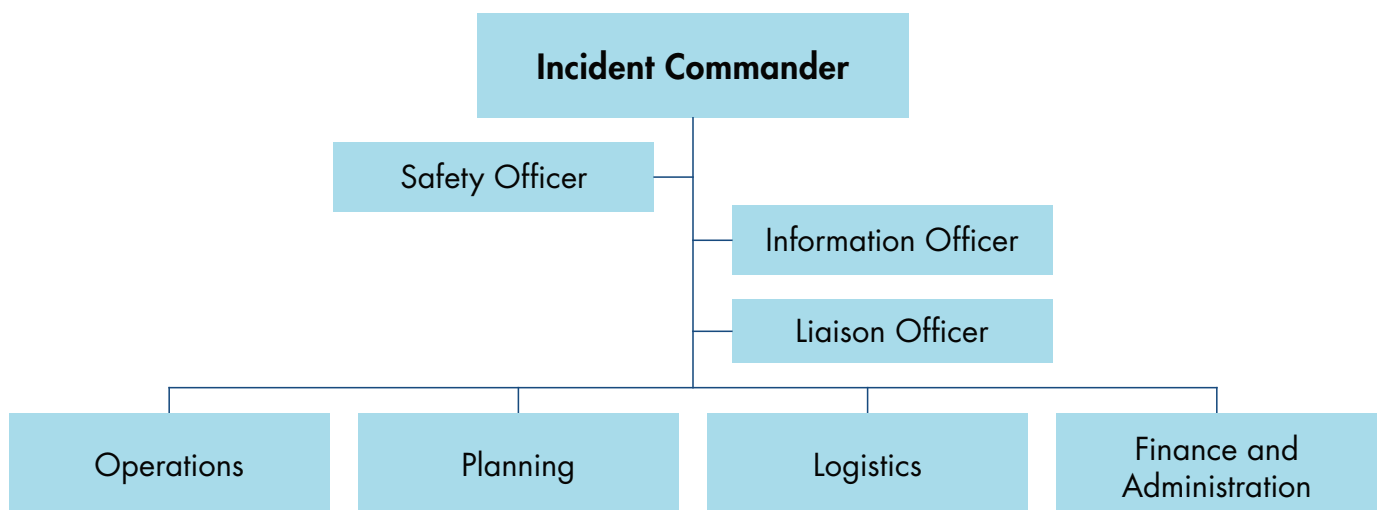 Incident Commander
Safety Officer
Information Officer
Liaison Officer
Operations
Planning
Logistics
Finance and
Administration